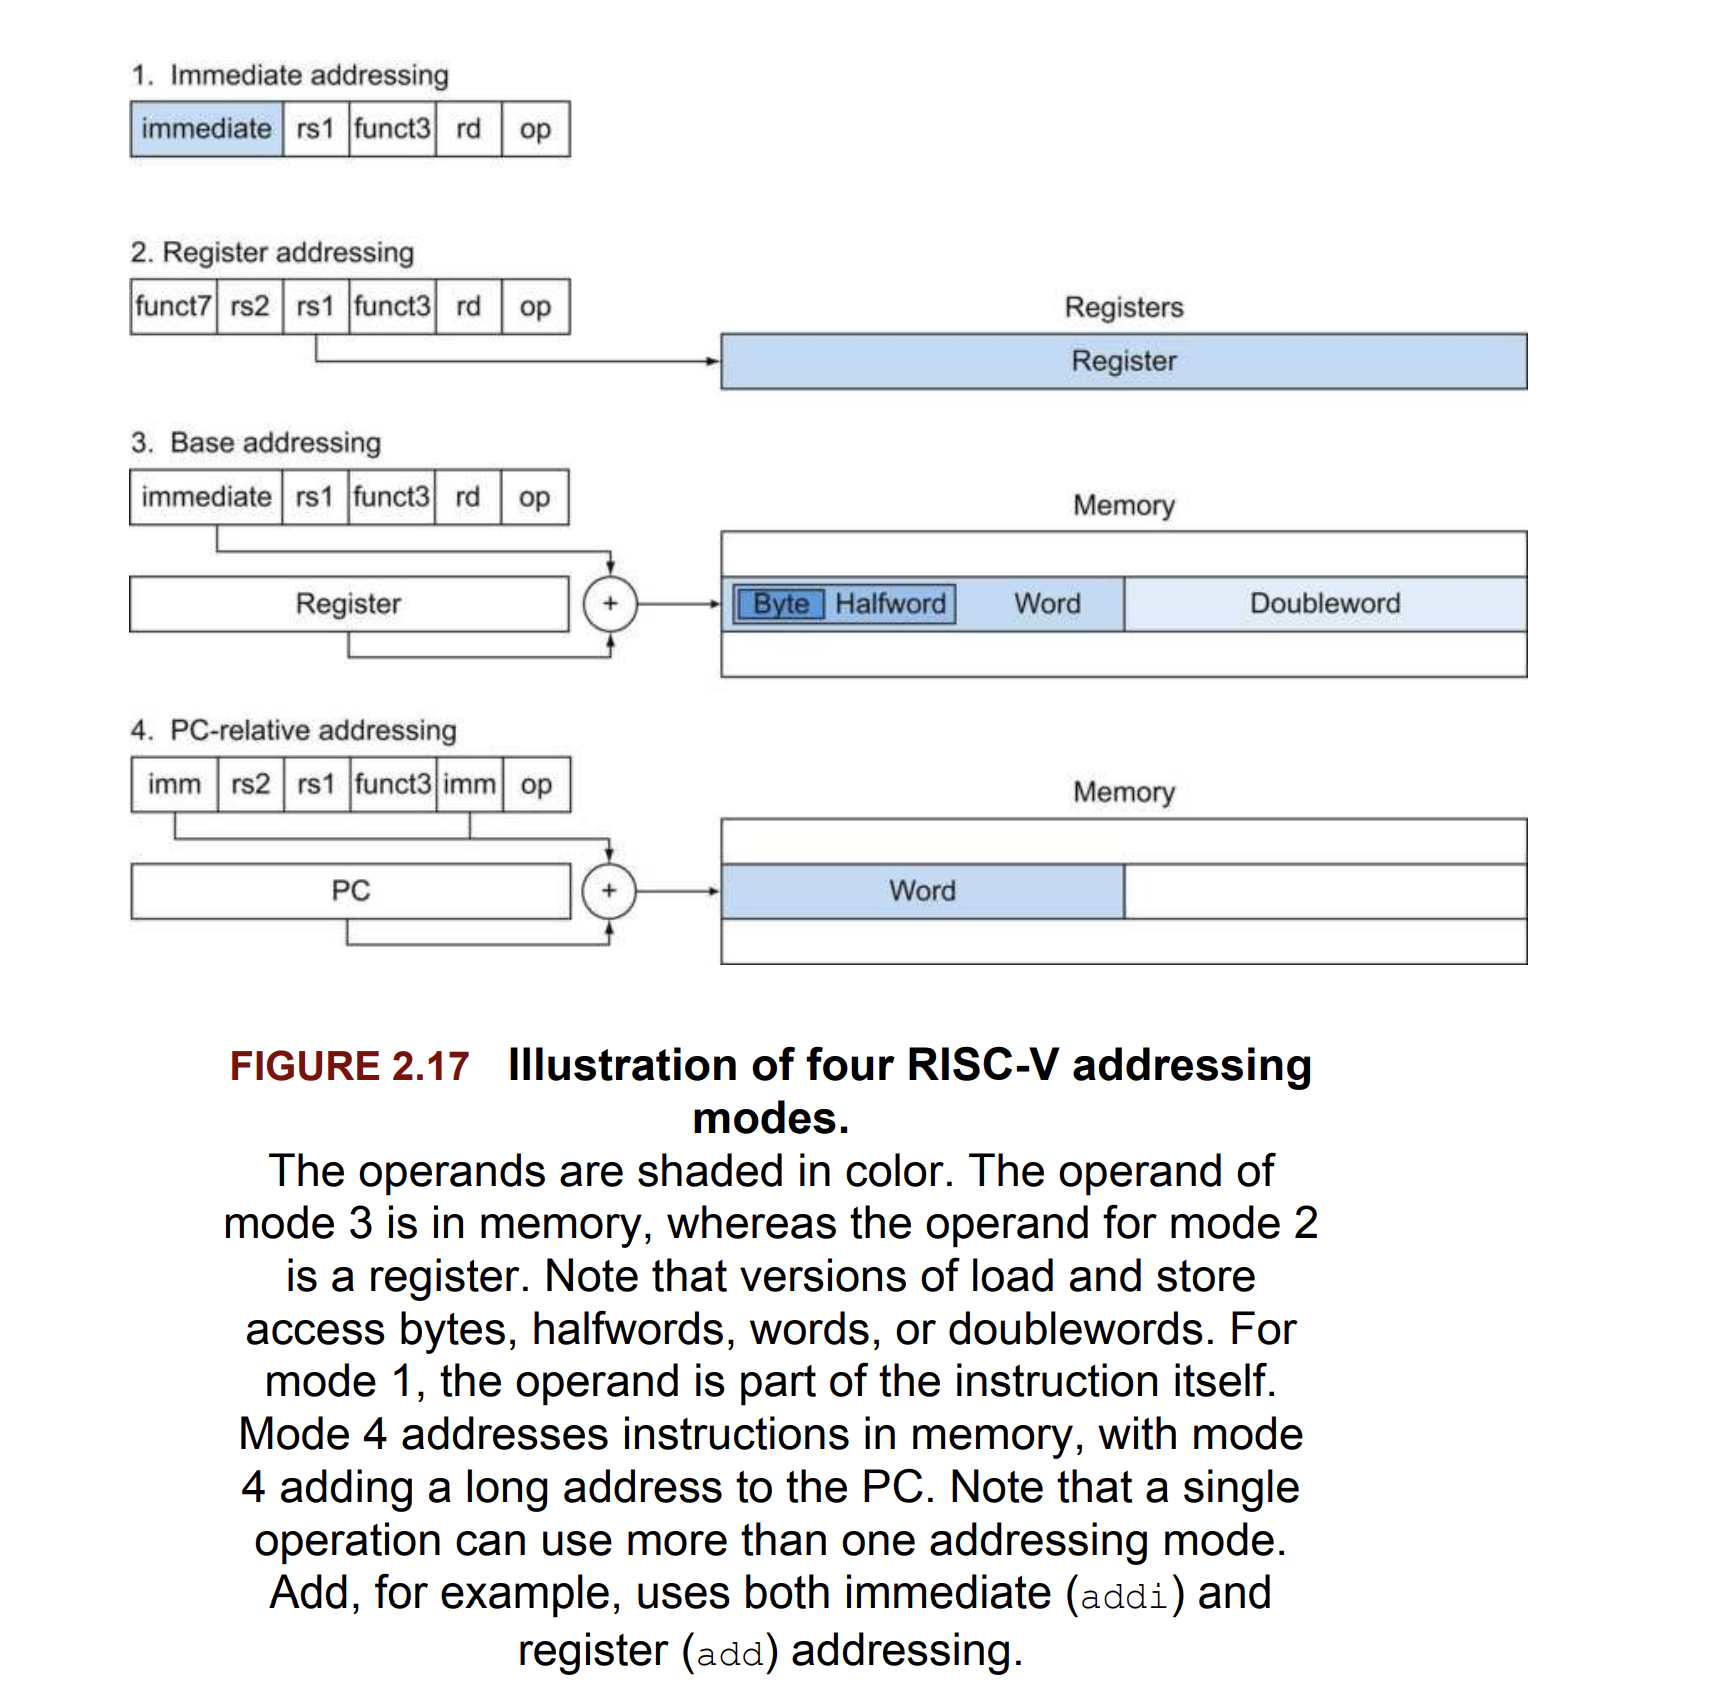 1. Immediate addressing
immediate rs1 funct3 rd op
2. Register addressing
funct7 rs2 rs1 funct3 rd op
Registers
Register
3. Base addressing
immediate rs1 funct3 rd op
Memory
Register + Byte Halfword Word Doubleword
4. PC-relative addressing
imm rs2 rs1 funct3 imm op
Memory
PC + Word
FIGURE 2.17 Illustration of four RISC-V addressing
modes.
The operands are shaded in color. The operand of
mode 3 is in memory, whereas the operand for mode 2
is a register. Note that versions of load and store
access bytes, halfwords, words, or doublewords. For
mode 1, the operand is part of the instruction itself.
Mode 4 addresses instructions in memory, with mode
4 adding a long address to the PC. Note that a single
operation can use more than one addressing mode.
Add, for example, uses both immediate (addi) and
register (add) addressing.